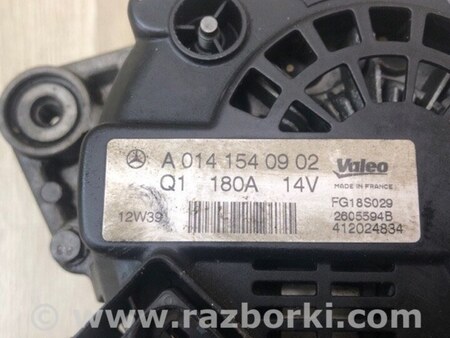 A 014 154 09 02
Valeo
Q1 180A 14V
MADE IN FRANCE
FG18S029
12W39
2605594B
412024834
© www.razborki.com